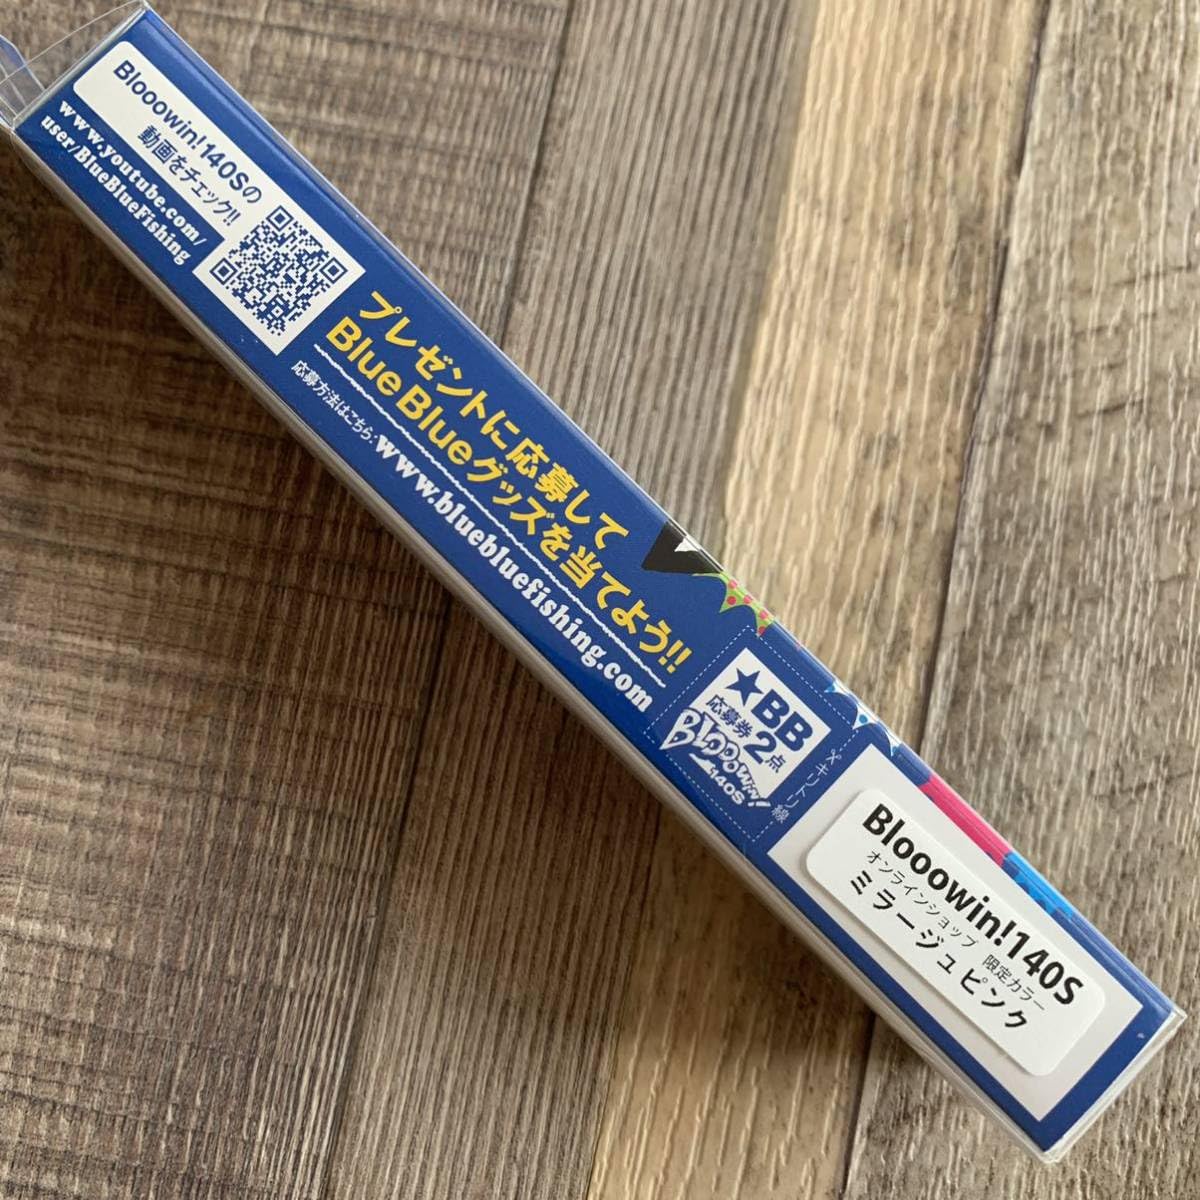 Blooowin!140Sの
動画をチェック!!
www.youtube.com/
user/BlueBlueFishing
プレゼントに応募して
BlueBlueグッズを当てよう!!
応募方法はこちら:www.bluebluefishing.com
★BB
応募券2点
Blooowin!
140S
キリトリ線
Blooowin!140S
オンラインショップ 限定カラー
ミラージュピンク